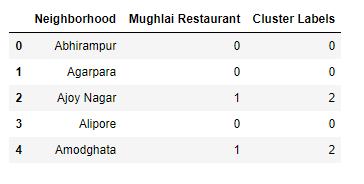 Neighborhood Mughlai Restaurant Cluster Labels
0 Abhirampur 0 0
1 Agarpara 0 0
2 Ajoy Nagar 1 2
3 Alipore 0 0
4 Amodghata 1 2